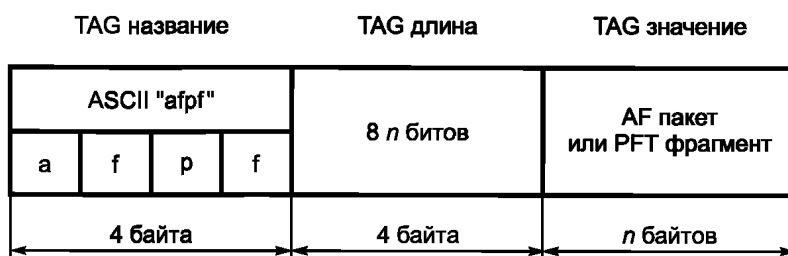 TAG название TAG длина TAG значение
ASCII "afpf"
8 n битов
AF пакет
или PFT фрагмент
a f p f
4 байта 4 байта n байтов